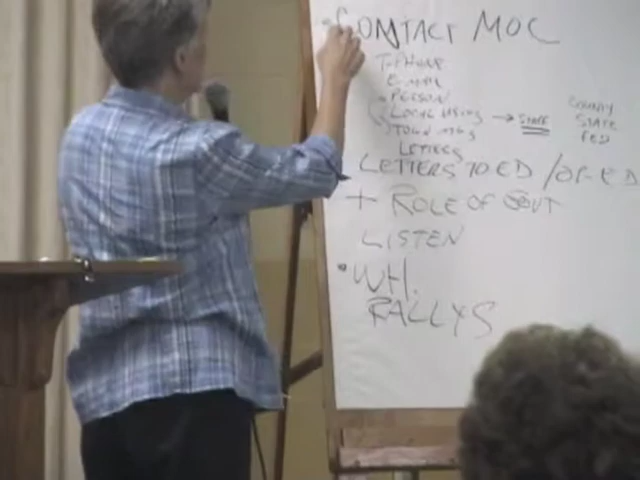 • CONTACT MOC
T-PHONE
E-MAIL
• PERSON
LOCAL MTGS → STATE
COUNTY
STATE
FED
TOWN MTGS
LETTERS
LETTERS TO ED / OP-ED
+ ROLE OF GOVT
LISTEN
• WH.
RALLYS